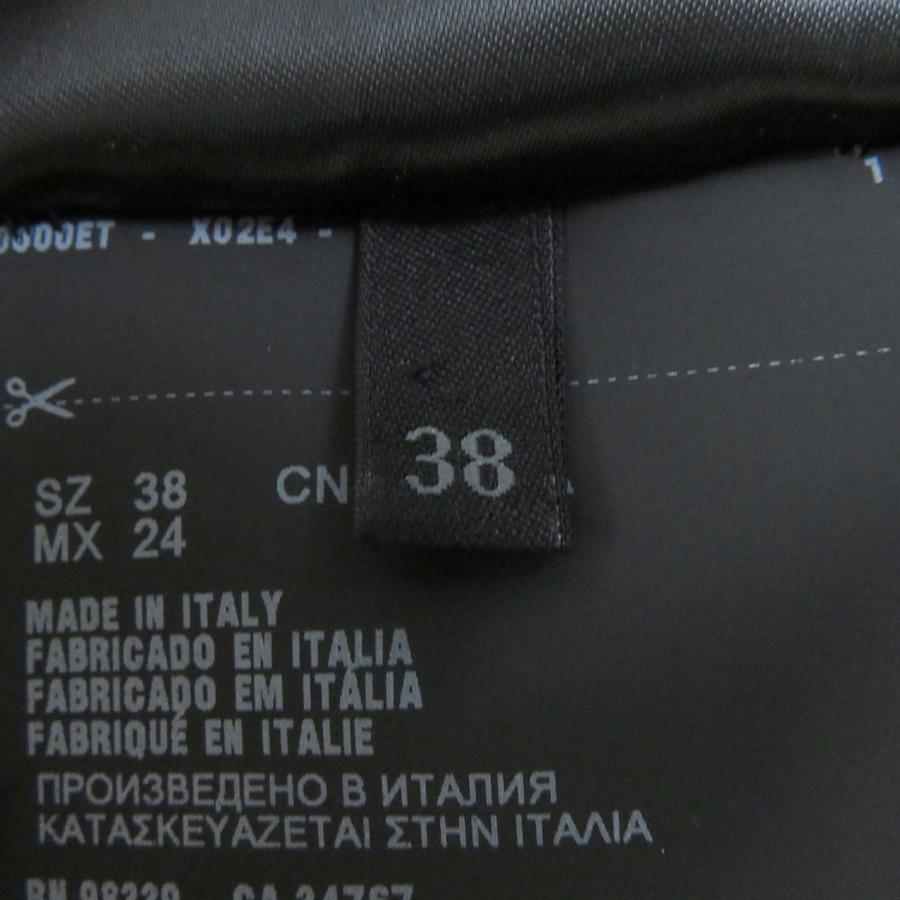 X02E4 -
38
SZ 38 CN
MX 24
MADE IN ITALY
FABRICADO EN ITALIA
FABRICADO EM ITÁLIA
FABRIQUÉ EN ITALIE
ПРОИЗВЕДЕНО В ИТАЛИЯ
ΚΑΤΑΣΚΕΥΑΖΕΤΑΙ ΣΤΗΝ ΙΤΑΛΙΑ